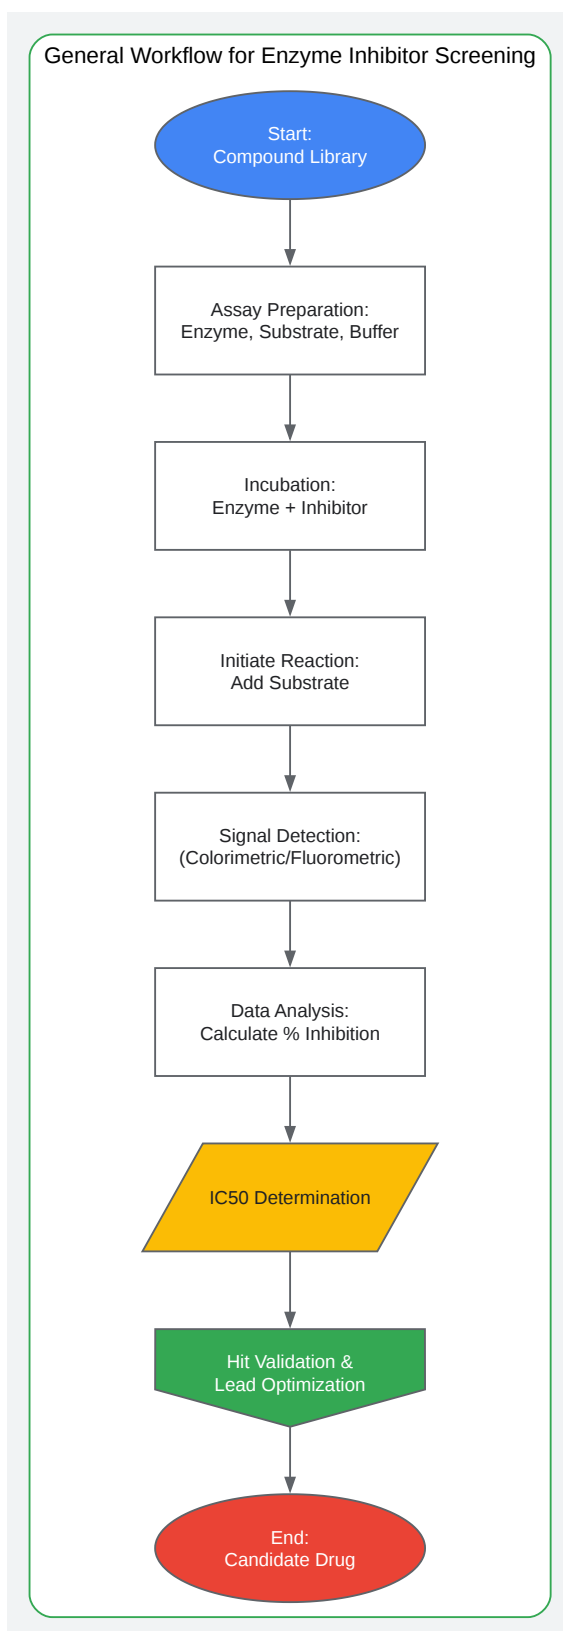 General Workflow for Enzyme Inhibitor Screening
Start:
Compound Library
Assay Preparation:
Enzyme, Substrate, Buffer
Incubation:
Enzyme + Inhibitor
Initiate Reaction:
Add Substrate
Signal Detection:
(Colorimetric/Fluorometric)
Data Analysis:
Calculate % Inhibition
IC50 Determination
Hit Validation &
Lead Optimization
End:
Candidate Drug